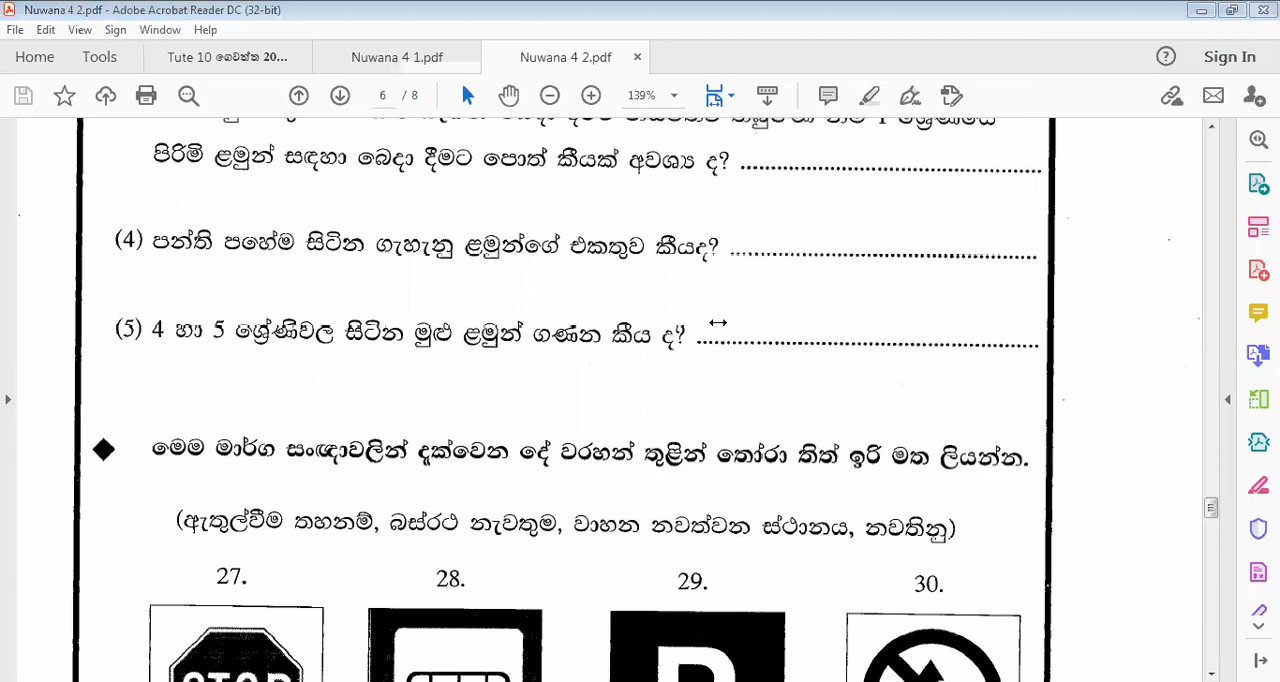 Nuwana 4 2.pdf - Adobe Acrobat Reader DC (32-bit)
File Edit View Sign Window Help
Home Tools Tute 10 ගෙවත්ත 20... Nuwana 4 1.pdf Nuwana 4 2.pdf × Sign In
6 / 8 139%
1 ශ්‍රේණියේ
පිරිමි ළමුන් සඳහා බෙදා දීමට පොත් කීයක් අවශ්‍ය ද?
(4) පන්ති පහේම සිටින ගැහැනු ළමුන්ගේ එකතුව කීයද?
(5) 4 හා 5 ශ්‍රේණිවල සිටින මුළු ළමුන් ගණන කීය ද?
◆ මෙම මාර්ග සංඥාවලින් දැක්වෙන දේ වරහන් තුළින් තෝරා තිත් ඉරි මත ලියන්න.
(ඇතුල්වීම තහනම්, බස්රථ නැවතුම, වාහන නවත්වන ස්ථානය, නවතිනු)
27. 28. 29. 30.
STOP P